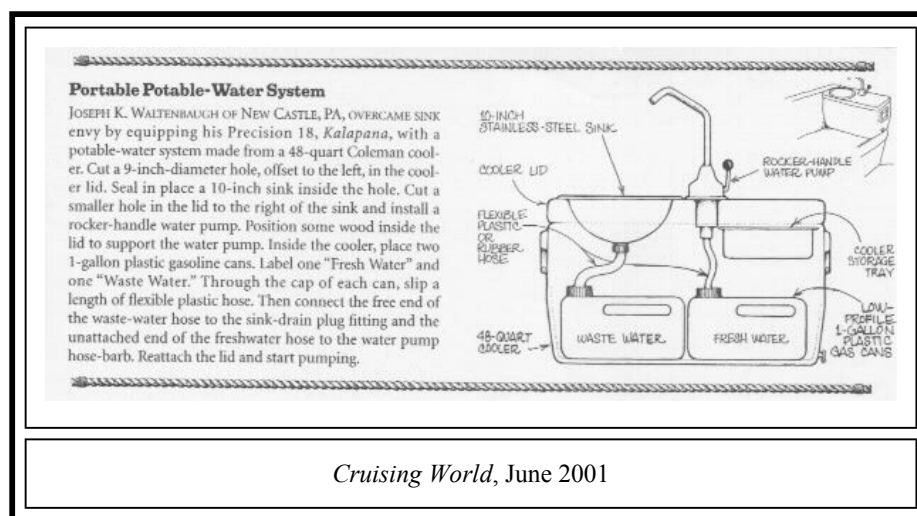 Portable Potable-Water System
JOSEPH K. WALTENBAUGH OF NEW CASTLE, PA, OVERCAME SINK
envy by equipping his Precision 18, Kalapana, with a
potable-water system made from a 48-quart Coleman cool-
er. Cut a 9-inch-diameter hole, offset to the left, in the cool-
er lid. Seal in place a 10-inch sink inside the hole. Cut a
smaller hole in the lid to the right of the sink and install a
rocker-handle water pump. Position some wood inside the
lid to support the water pump. Inside the cooler, place two
1-gallon plastic gasoline cans. Label one “Fresh Water” and
one “Waste Water.” Through the cap of each can, slip a
length of flexible plastic hose. Then connect the free end of
the waste-water hose to the sink-drain plug fitting and the
unattached end of the freshwater hose to the water pump
hose-barb. Reattach the lid and start pumping.
10-INCH
STAINLESS-STEEL SINK
COOLER LID
FLEXIBLE
PLASTIC
OR
RUBBER
HOSE
48-QUART
COOLER
WASTE WATER
FRESH WATER
ROCKER-HANDLE
WATER PUMP
COOLER
STORAGE
TRAY
LOW-
PROFILE
1-GALLON
PLASTIC
GAS CANS
Cruising World, June 2001